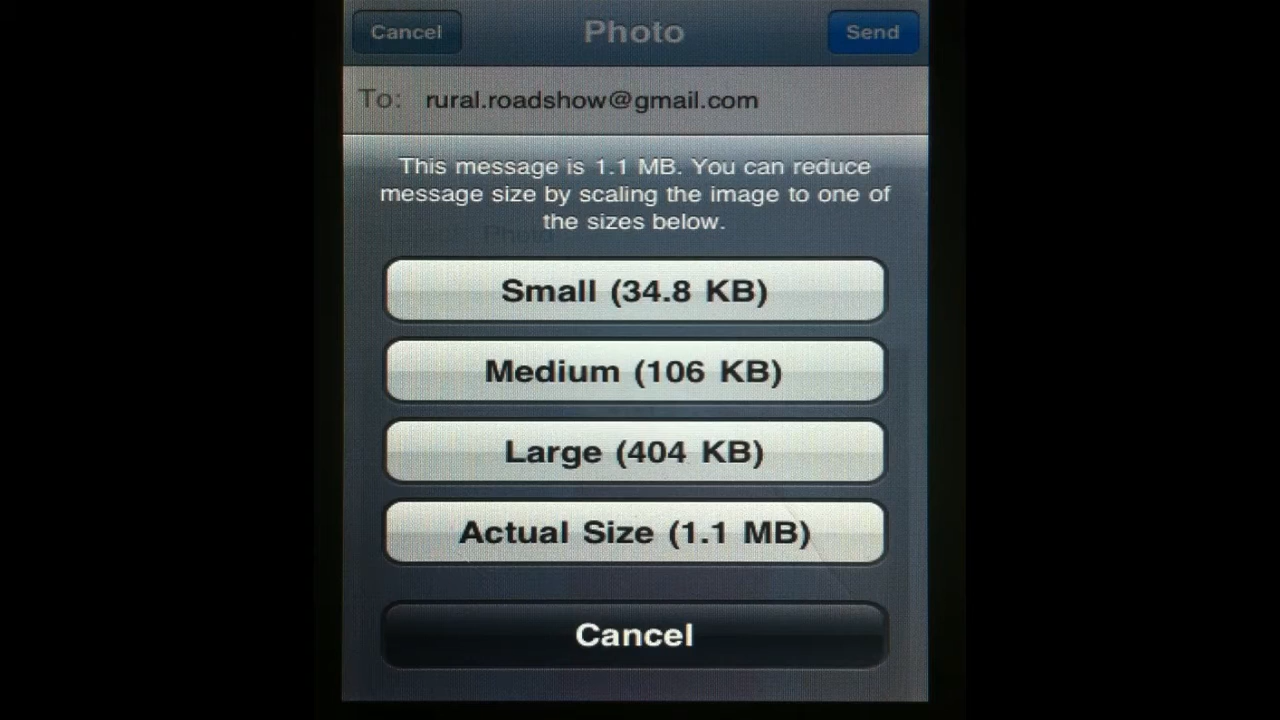 Cancel Photo Send
To: rural.roadshow@gmail.com
This message is 1.1 MB. You can reduce
message size by scaling the image to one of
the sizes below.
Small (34.8 KB)
Medium (106 KB)
Large (404 KB)
Actual Size (1.1 MB)
Cancel